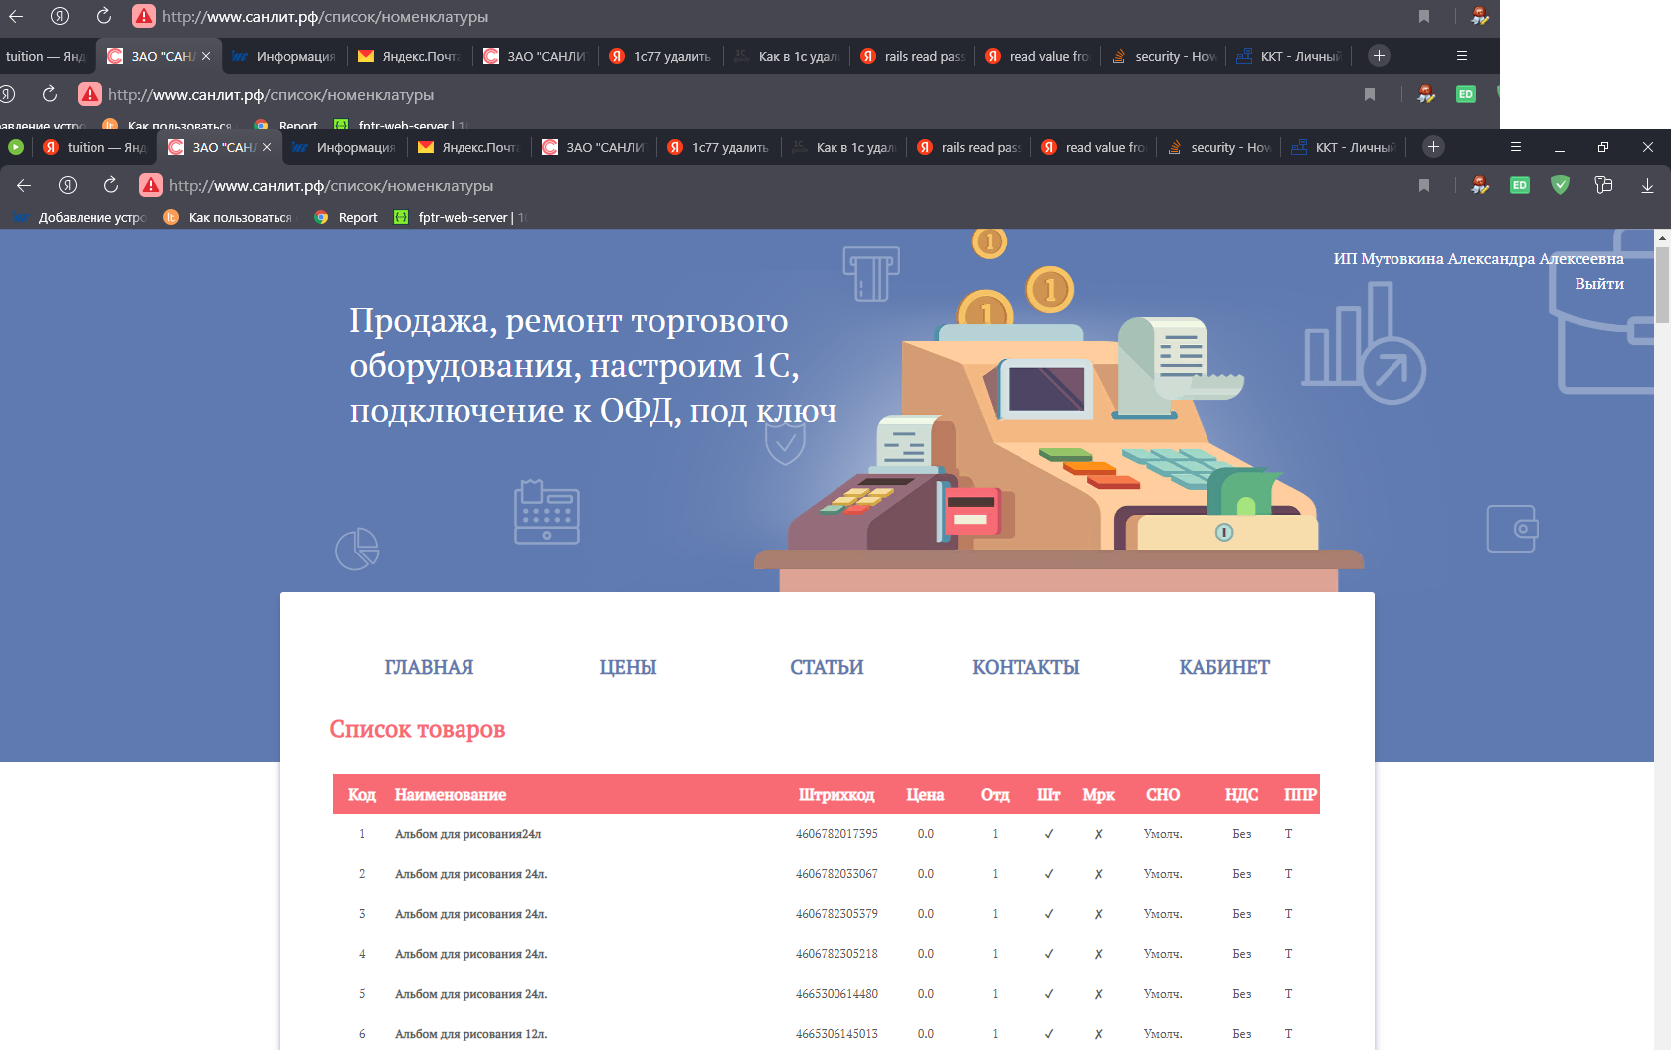 http://www.санлит.рф/список/номенклатуры
tuition — Янд ЗАО "САНЛ Информация Яндекс.Почта ЗАО "САНЛИТ 1с77 удалить Как в 1с удал rails read pass read value fro security - How ККТ - Личный
http://www.санлит.рф/список/номенклатуры
ED
Как пользоваться Report fptr-web-server |
tuition — Янд ЗАО "САНЛ Информация Яндекс.Почта ЗАО "САНЛИТ 1с77 удалить Как в 1с удал rails read pass read value fro security - How ККТ - Личный
http://www.санлит.рф/список/номенклатуры ED
Добавление устро Как пользоваться Report fptr-web-server | 1
ИП Мутовкина Александра Алексеевна
Выйти
Продажа, ремонт торгового
оборудования, настроим 1С,
подключение к ОФД, под ключ
ГЛАВНАЯ ЦЕНЫ СТАТЬИ КОНТАКТЫ КАБИНЕТ
Список товаров
Код Наименование Штрихкод Цена Отд Шт Мрк СНО НДС ППР
1 Альбом для рисования24л 4606782017395 0.0 1 ✓ ✗ Умолч. Без Т
2 Альбом для рисования 24л. 4606782033067 0.0 1 ✓ ✗ Умолч. Без Т
3 Альбом для рисования 24л. 4606782305379 0.0 1 ✓ ✗ Умолч. Без Т
4 Альбом для рисования 24л. 4606782305218 0.0 1 ✓ ✗ Умолч. Без Т
5 Альбом для рисования 24л. 4665300614480 0.0 1 ✓ ✗ Умолч. Без Т
6 Альбом для рисования 12л. 4665306145013 0.0 1 ✓ ✗ Умолч. Без Т